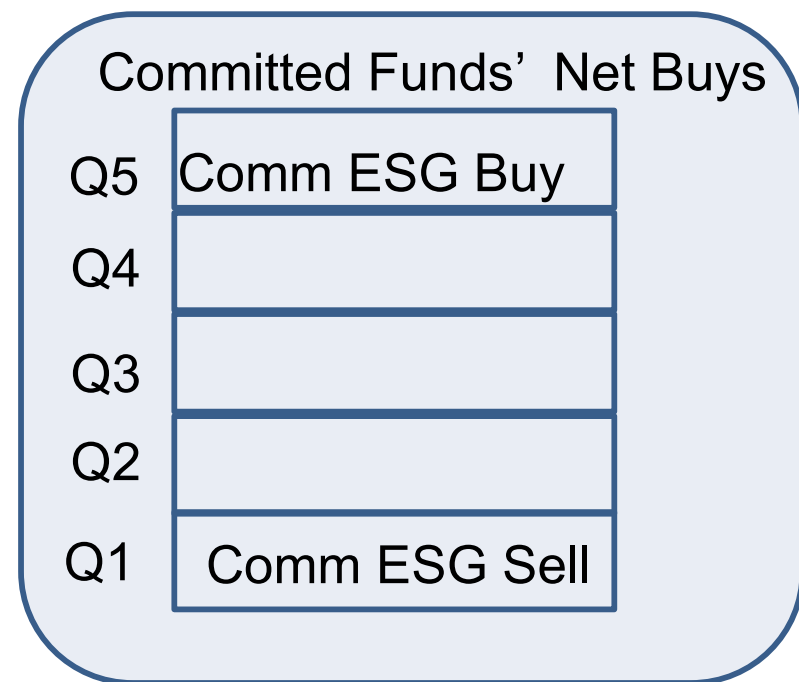 Committed Funds’ Net Buys
Q5 Comm ESG Buy
Q4
Q3
Q2
Q1 Comm ESG Sell